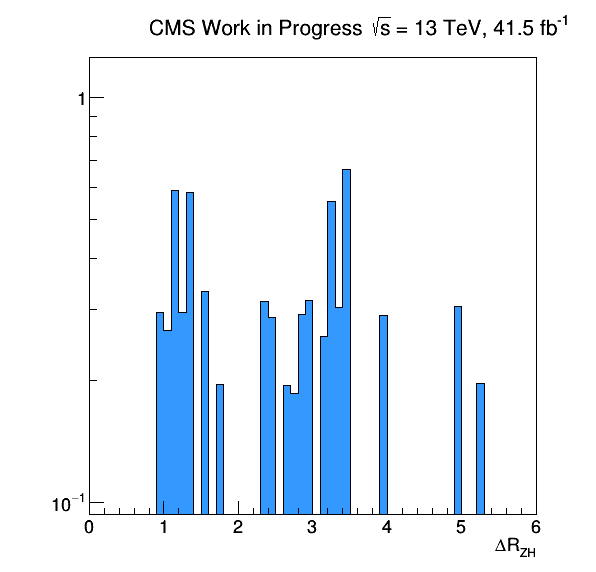 CMS Work in Progress √s = 13 TeV, 41.5 fb⁻¹
1
10⁻¹
0 1 2 3 4 5 6
ΔR_ZH